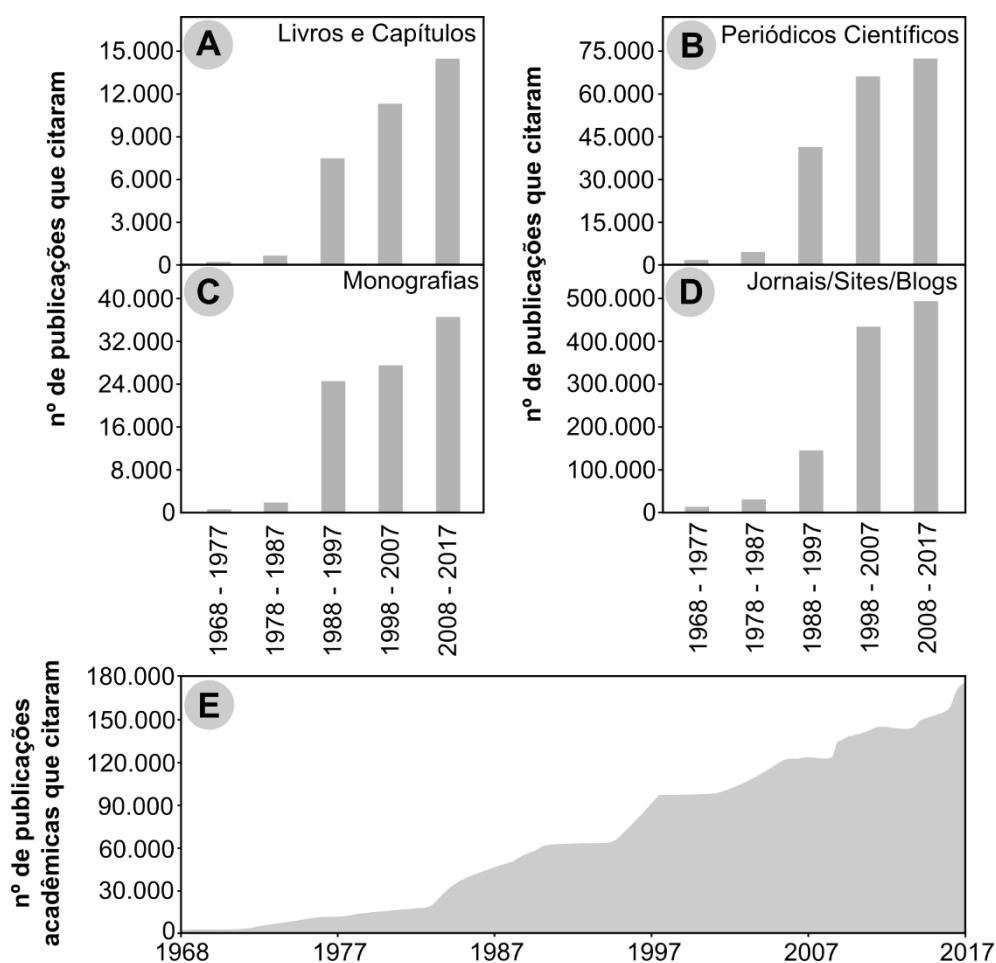 A
Livros e Capítulos
nº de publicações que citaram
15.000
12.000
9.000
6.000
3.000
0
B
Periódicos Científicos
nº de publicações que citaram
75.000
60.000
45.000
30.000
15.000
0
C
Monografias
40.000
32.000
24.000
16.000
8.000
0
1968 - 1977
1978 - 1987
1988 - 1997
1998 - 2007
2008 - 2017
D
Jornais/Sites/Blogs
500.000
400.000
300.000
200.000
100.000
0
1968 - 1977
1978 - 1987
1988 - 1997
1998 - 2007
2008 - 2017
E
nº de publicações
acadêmicas que citaram
180.000
150.000
120.000
90.000
60.000
30.000
0
1968
1977
1987
1997
2007
2017